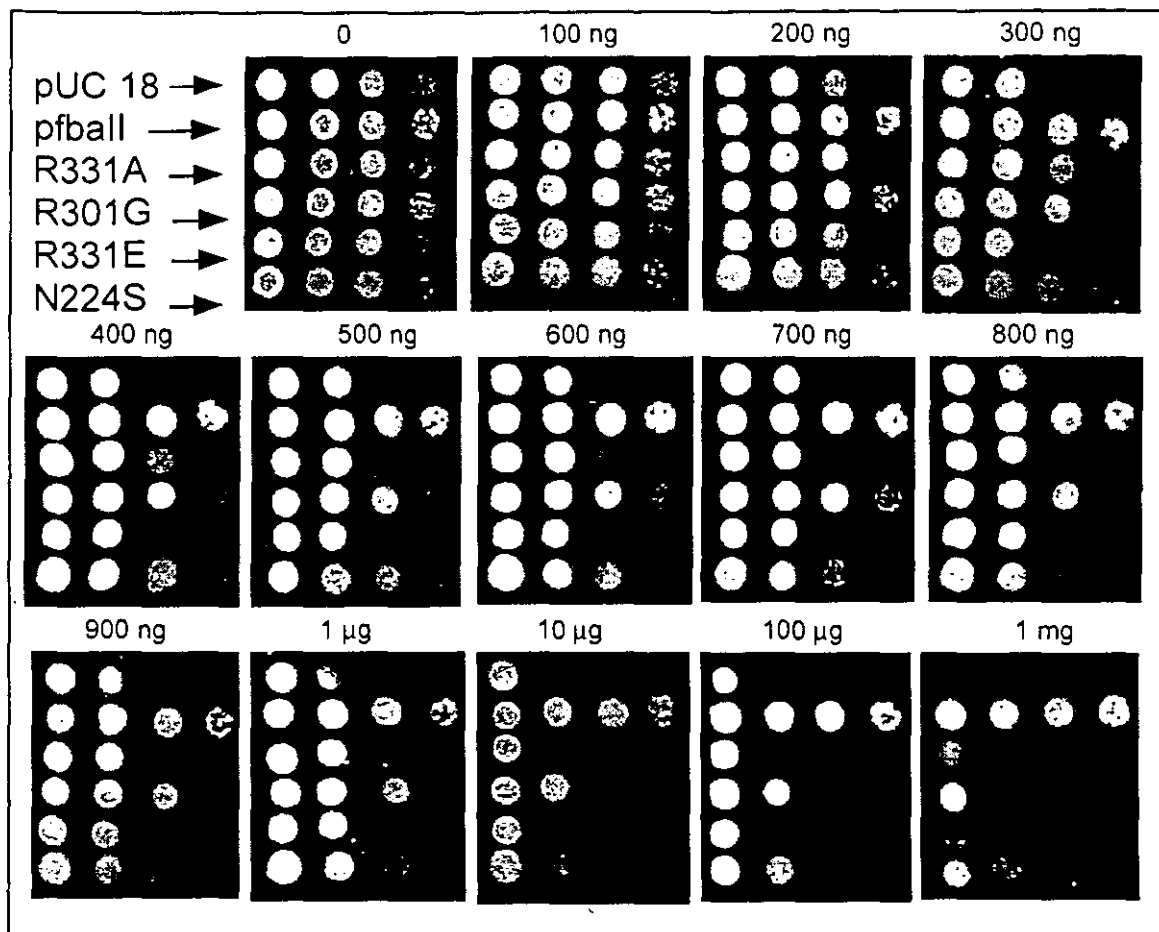 0 100 ng 200 ng 300 ng
pUC 18
pfball
R331A
R301G
R331E
N224S
400 ng 500 ng 600 ng 700 ng 800 ng
900 ng 1 µg 10 µg 100 µg 1 mg